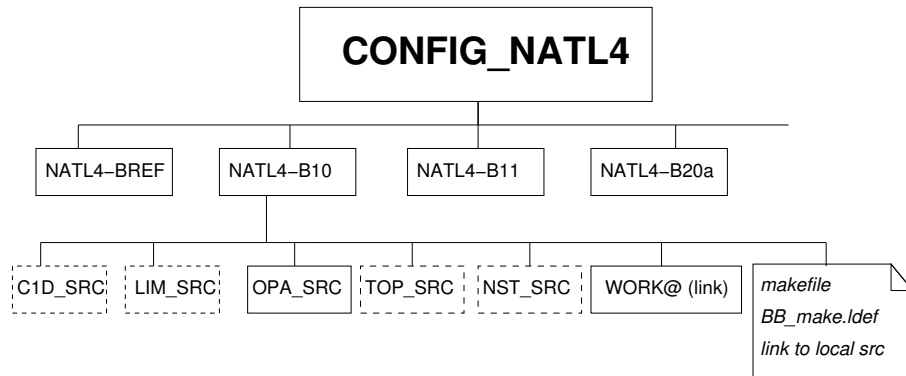 CONFIG_NATL4
NATL4−BREF
NATL4−B10
NATL4−B11
NATL4−B20a
C1D_SRC
LIM_SRC
OPA_SRC
TOP_SRC
NST_SRC
WORK@ (link)
makefile
BB_make.ldef
link to local src